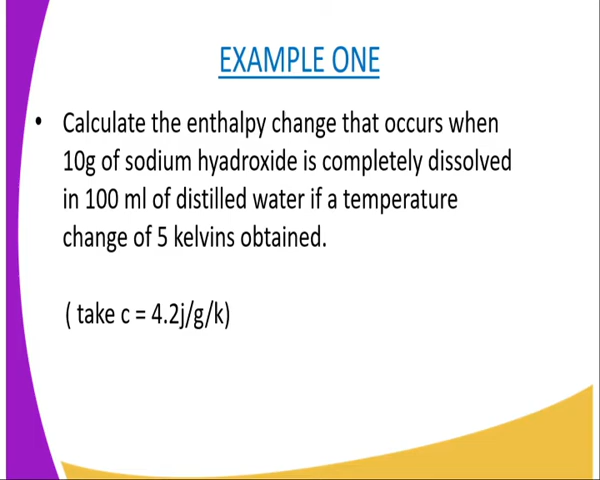 EXAMPLE ONE
• Calculate the enthalpy change that occurs when
10g of sodium hyadroxide is completely dissolved
in 100 ml of distilled water if a temperature
change of 5 kelvins obtained.
( take c = 4.2j/g/k)